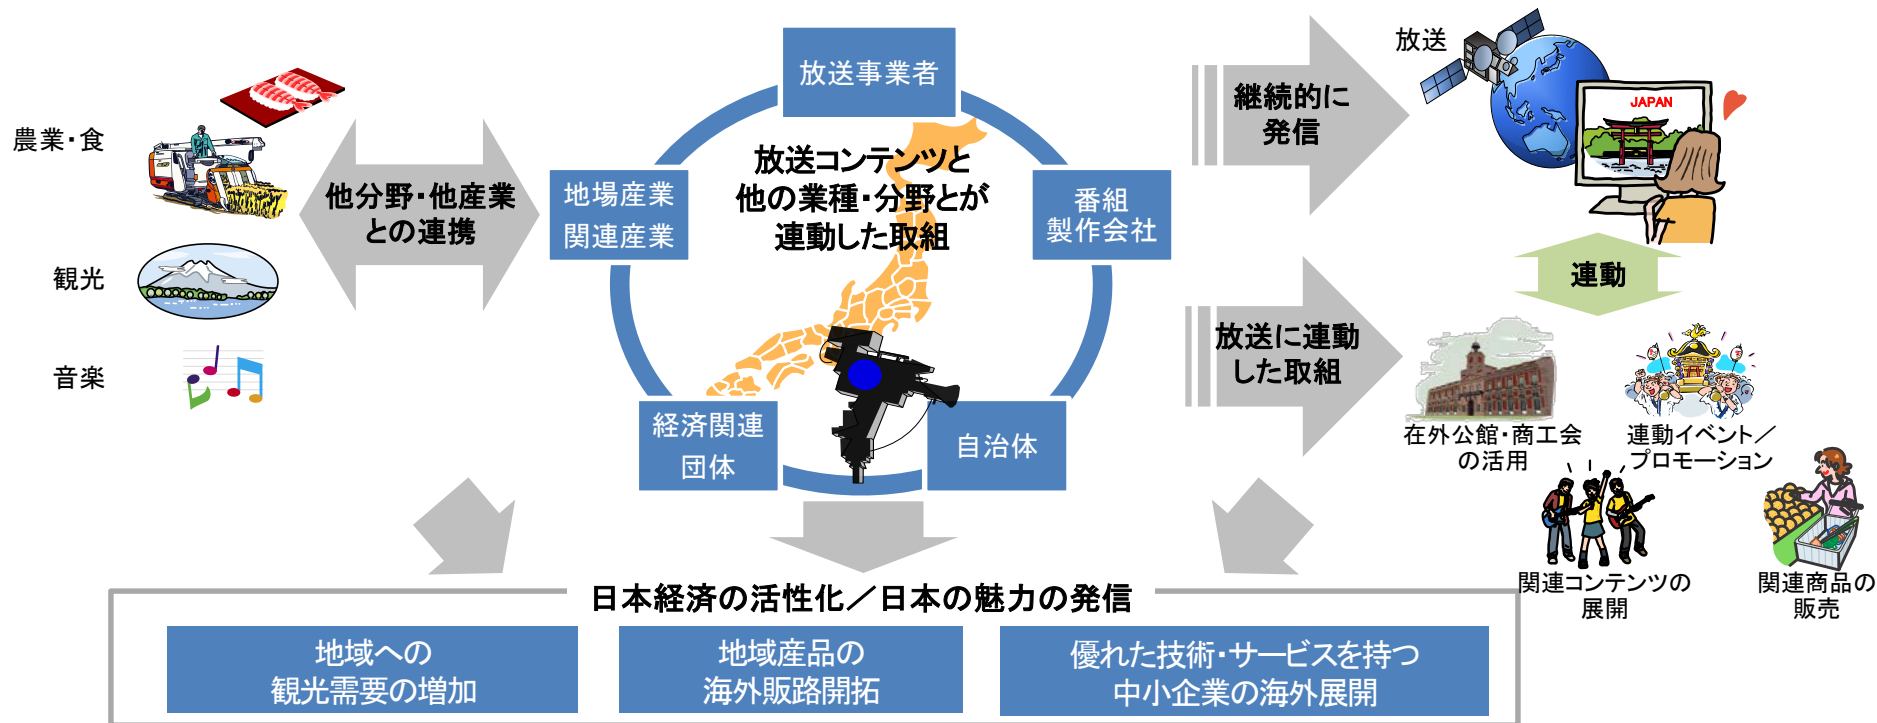 農業・食
観光
音楽
他分野・他産業
との連携
放送事業者
地場産業
関連産業
放送コンテンツと
他の業種・分野とが
連動した取組
番組
製作会社
経済関連
団体
自治体
継続的に
発信
放送に連動
した取組
放送
JAPAN
連動
在外公館・商工会
の活用
連動イベント／
プロモーション
関連コンテンツの
展開
関連商品の
販売
日本経済の活性化／日本の魅力の発信
地域への
観光需要の増加
地域産品の
海外販路開拓
優れた技術・サービスを持つ
中小企業の海外展開